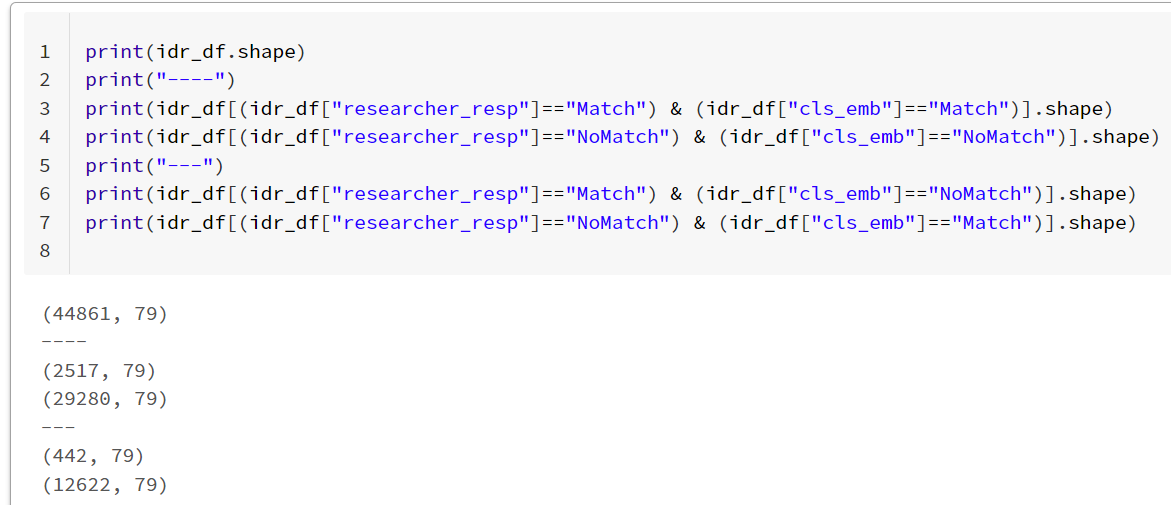 1 print(idr_df.shape)
2 print("----")
3 print(idr_df[(idr_df["researcher_resp"]=="Match") & (idr_df["cls_emb"]=="Match")].shape)
4 print(idr_df[(idr_df["researcher_resp"]=="NoMatch") & (idr_df["cls_emb"]=="NoMatch")].shape)
5 print("---")
6 print(idr_df[(idr_df["researcher_resp"]=="Match") & (idr_df["cls_emb"]=="NoMatch")].shape)
7 print(idr_df[(idr_df["researcher_resp"]=="NoMatch") & (idr_df["cls_emb"]=="Match")].shape)
8
(44861, 79)
----
(2517, 79)
(29280, 79)
---
(442, 79)
(12622, 79)